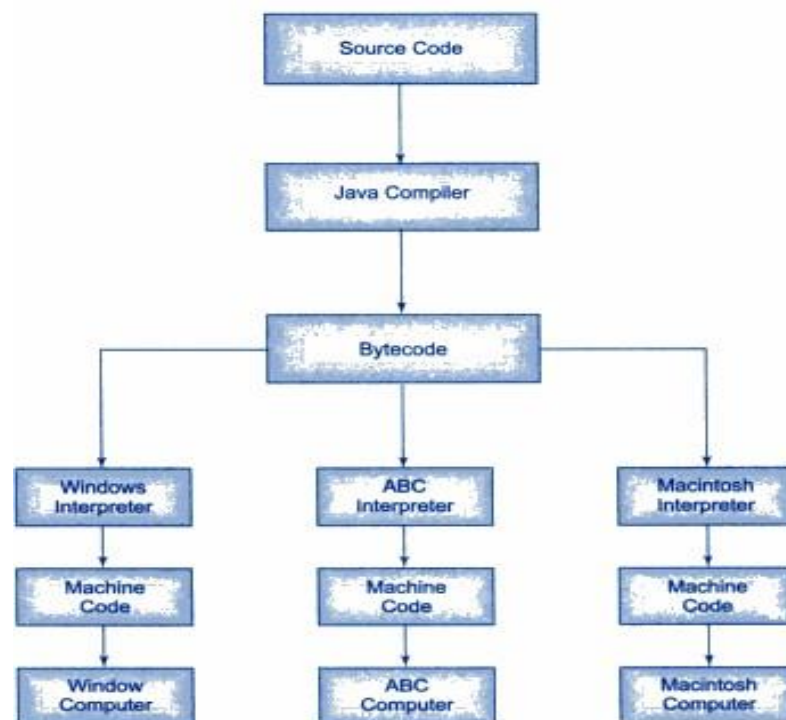 Source Code
Java Compiler
Bytecode
Windows
Interpreter
ABC
Interpreter
Macintosh
Interpreter
Machine
Code
Machine
Code
Machine
Code
Window
Computer
ABC
Computer
Macintosh
Computer